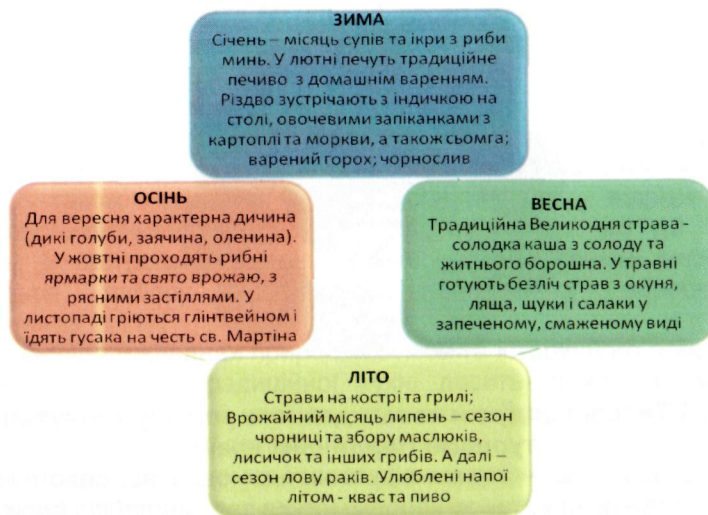 ЗИМА
Січень – місяць супів та ікри з риби
минь. У лютні печуть традиційне
печиво з домашнім варенням.
Різдво зустрічають з індичкою на
столі, овочевими запіканками з
картоплі та моркви, а також сьомга;
варений горох; чорнослив
ОСІНЬ
Для вересня характерна дичина
(дикі голуби, заячина, оленина).
У жовтні проходять рибні
ярмарки та свято врожаю, з
рясними застіллями. У
листопаді гріються глінтвейном і
їдять гусака на честь св. Мартіна
ВЕСНА
Традиційна Великодня страва -
солодка каша з солоду та
житнього борошна. У травні
готують безліч страв з окуня,
ляща, щуки і салаки у
запеченому, смаженому виді
ЛІТО
Страви на кострі та грилі;
Врожайний місяць липень – сезон
чорниці та збору маслюків,
лисичок та інших грибів. А далі –
сезон лову раків. Улюблені напої
літом - квас та пиво